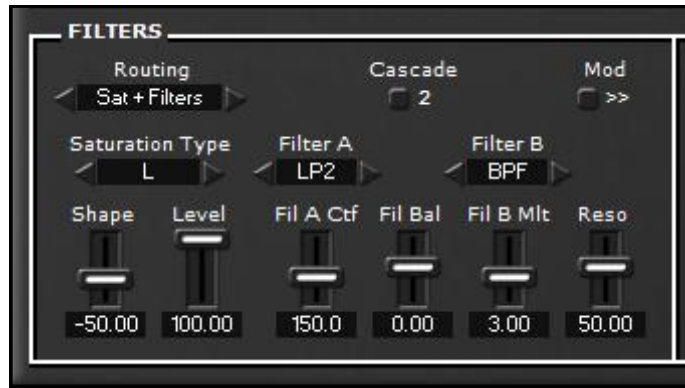 FILTERS
Routing Cascade Mod
Sat + Filters 2 >>
Saturation Type Filter A Filter B
L LP2 BPF
Shape Level Fil A Ctf Fil Bal Fil B Mlt Reso
-50.00 100.00 150.0 0.00 3.00 50.00